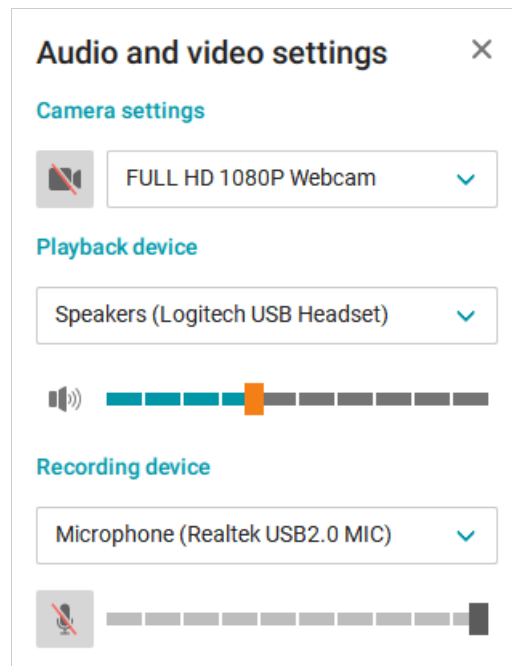 Audio and video settings
Camera settings
FULL HD 1080P Webcam
Playback device
Speakers (Logitech USB Headset)
Recording device
Microphone (Realtek USB2.0 MIC)